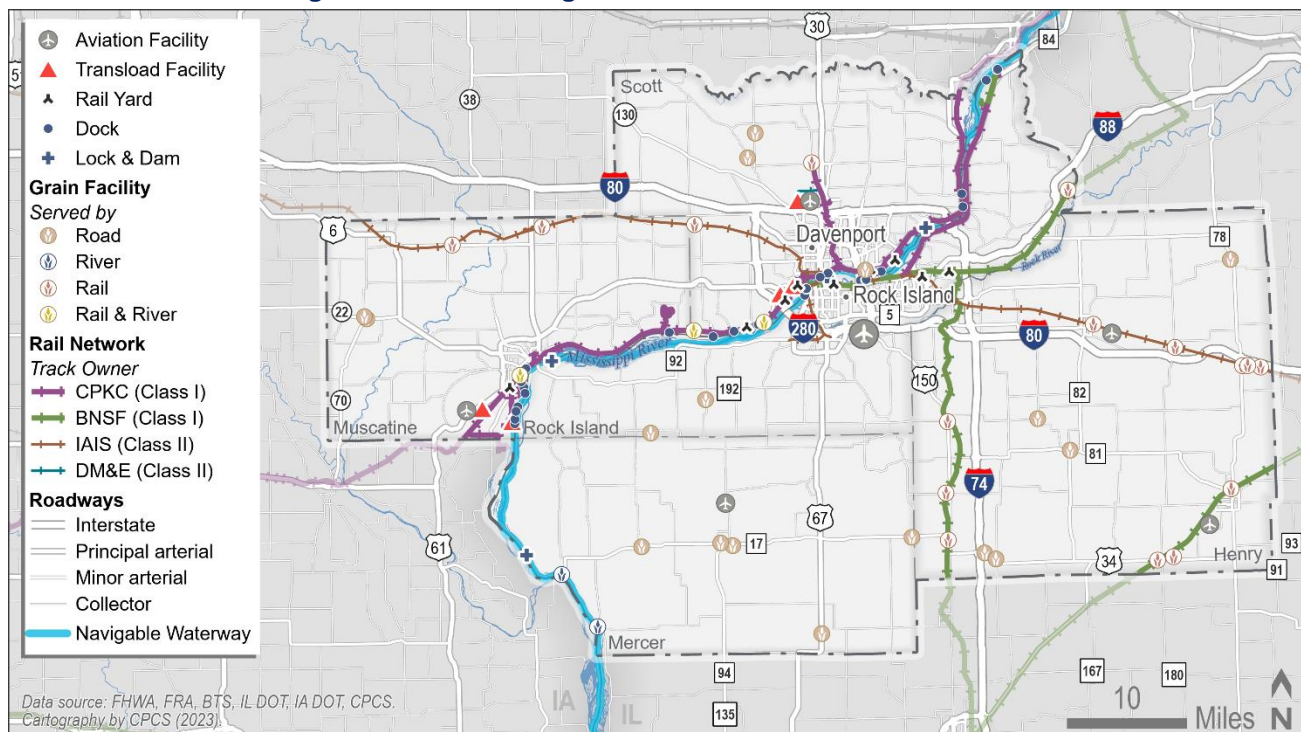 Aviation Facility
Transload Facility
Rail Yard
Dock
Lock & Dam
Grain Facility
Served by
Road
River
Rail
Rail & River
Rail Network
Track Owner
CPKC (Class I)
BNSF (Class I)
IAIS (Class II)
DM&E (Class II)
Roadways
Interstate
Principal arterial
Minor arterial
Collector
Navigable Waterway
Data source: FHWA, FRA, BTS, IL DOT, IA DOT, CPCS.
Cartography by CPCS (2023).
30
84
Scott
38
130
88
80
6
Davenport
78
Rock River
Rock Island
22
280
5
80
Mississippi River
92
150
192
82
70
Muscatine
Rock Island
81
74
67
61
17
93
34
Henry
91
Mercer
94
167
180
135
IA
IL
10
Miles
N